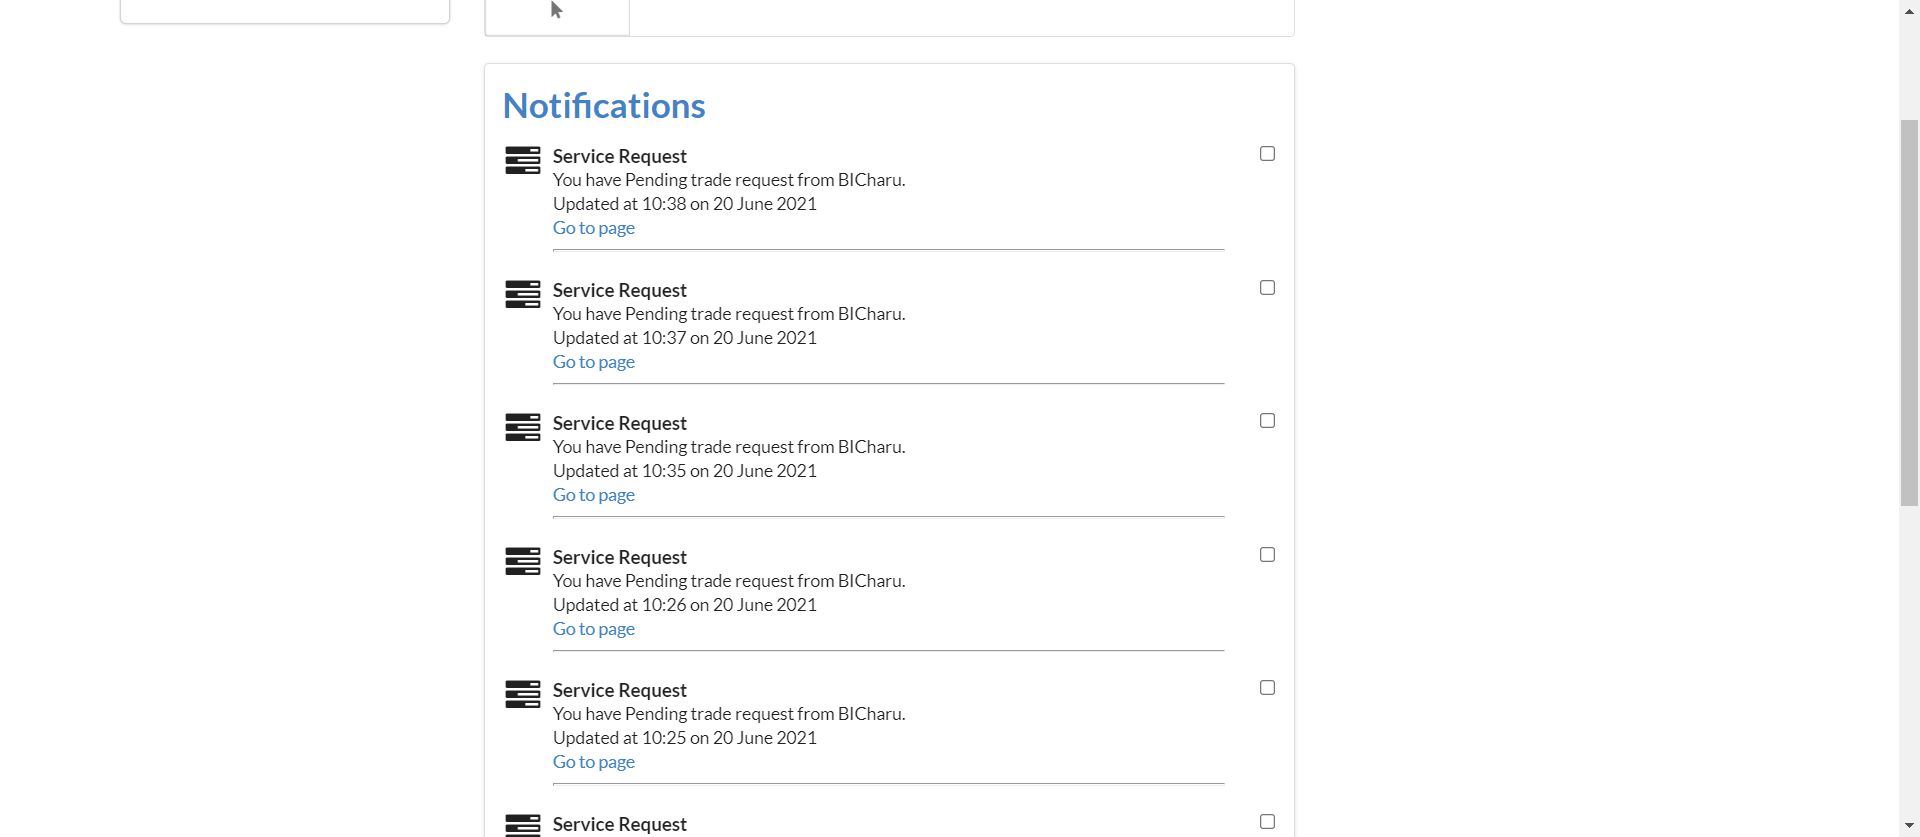 Notifications
Service Request
You have Pending trade request from BICharu.
Updated at 10:38 on 20 June 2021
Go to page
Service Request
You have Pending trade request from BICharu.
Updated at 10:37 on 20 June 2021
Go to page
Service Request
You have Pending trade request from BICharu.
Updated at 10:35 on 20 June 2021
Go to page
Service Request
You have Pending trade request from BICharu.
Updated at 10:26 on 20 June 2021
Go to page
Service Request
You have Pending trade request from BICharu.
Updated at 10:25 on 20 June 2021
Go to page
Service Request